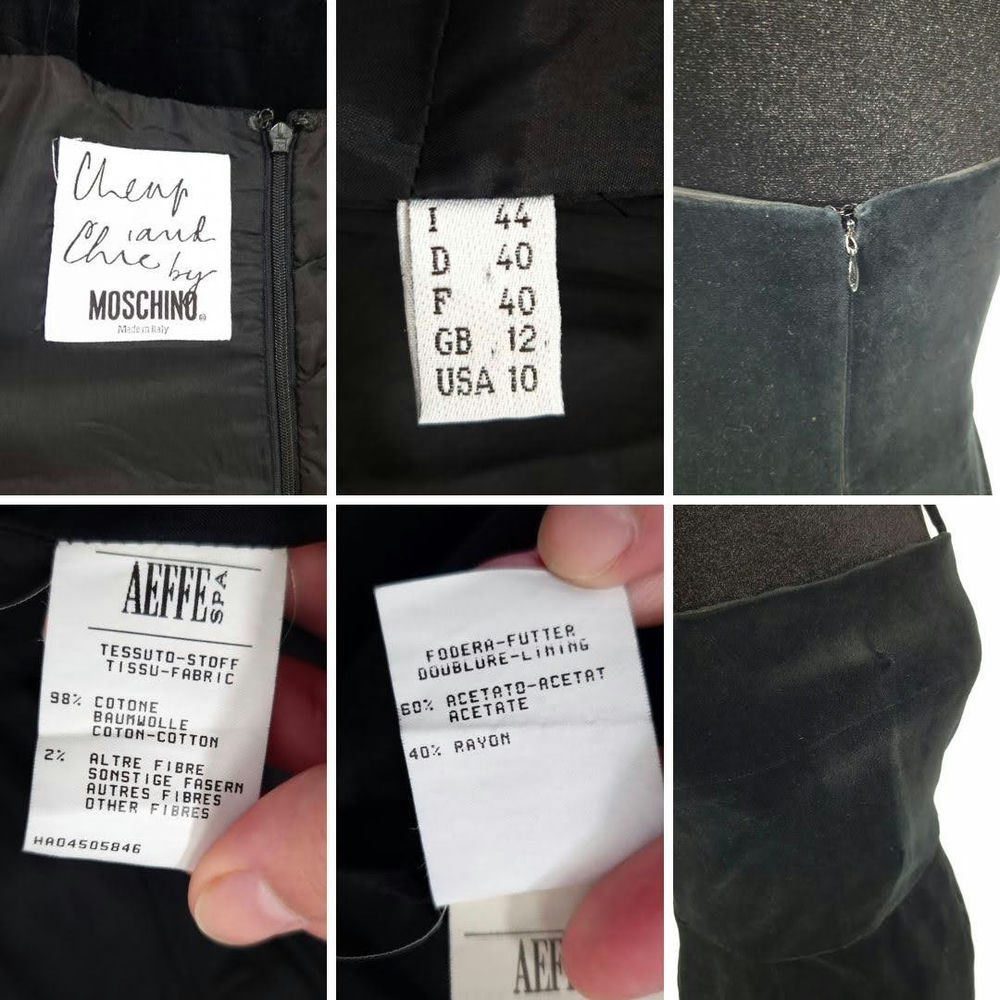 Cheap
and
Chic by
MOSCHINO®
Made in Italy
I 44
D 40
F 40
GB 12
USA 10
AEFFE SPA
TESSUTO-STOFF
TISSU-FABRIC
98% COTONE
BAUMWOLLE
COTON-COTTON
2% ALTRE FIBRE
SONSTIGE FASERN
AUTRES FIBRES
OTHER FIBRES
HA04505846
FODERA-FUTTER
DOUBLURE-LINING
60% ACETATO-ACETAT
ACETATE
40% RAYON
AEF